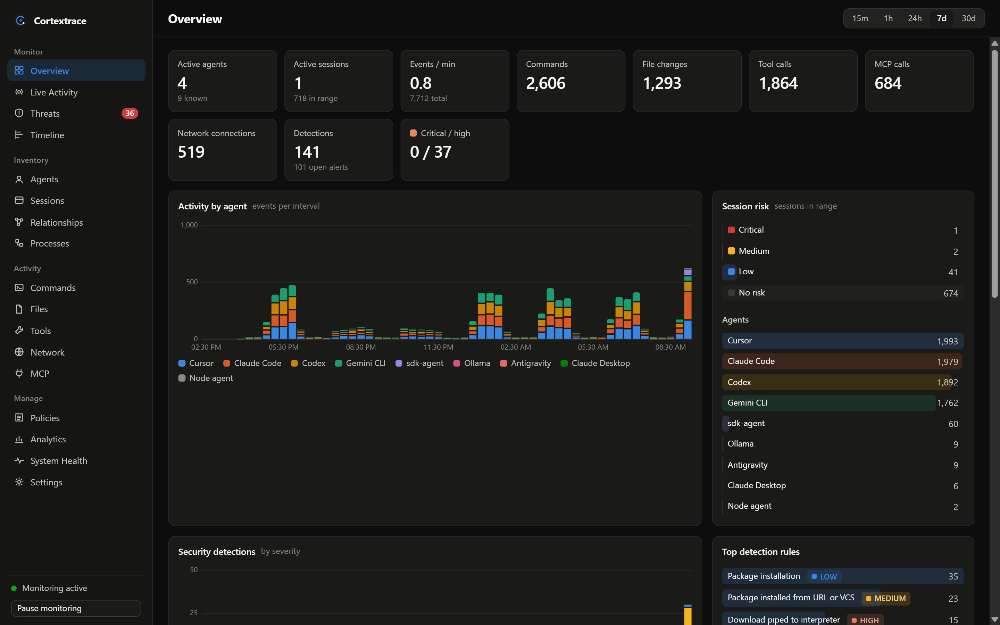 Cortextrace
Monitor
Overview
Live Activity
Threats 36
Timeline
Inventory
Agents
Sessions
Relationships
Processes
Activity
Commands
Files
Tools
Network
MCP
Manage
Policies
Analytics
System Health
Settings
Monitoring active
Pause monitoring
Overview
15m 1h 24h 7d 30d
Active agents
4
9 known
Active sessions
1
718 in range
Events / min
0.8
7,712 total
Commands
2,606
File changes
1,293
Tool calls
1,864
MCP calls
684
Network connections
519
Detections
141
101 open alerts
Critical / high
0 / 37
Activity by agent events per interval
1,000
500
0
02:30 PM 05:30 PM 08:30 PM 11:30 PM 02:30 AM 05:30 AM 08:30 AM
Cursor Claude Code Codex Gemini CLI sdk-agent Ollama Antigravity Claude Desktop
Node agent
Session risk sessions in range
Critical 1
Medium 2
Low 41
No risk 674
Agents
Cursor 1,993
Claude Code 1,979
Codex 1,892
Gemini CLI 1,762
sdk-agent 60
Ollama 9
Antigravity 9
Claude Desktop 6
Node agent 2
Security detections by severity
50
25
Top detection rules
Package installation LOW 35
Package installed from URL or VCS MEDIUM 23
Download piped to interpreter HIGH 15